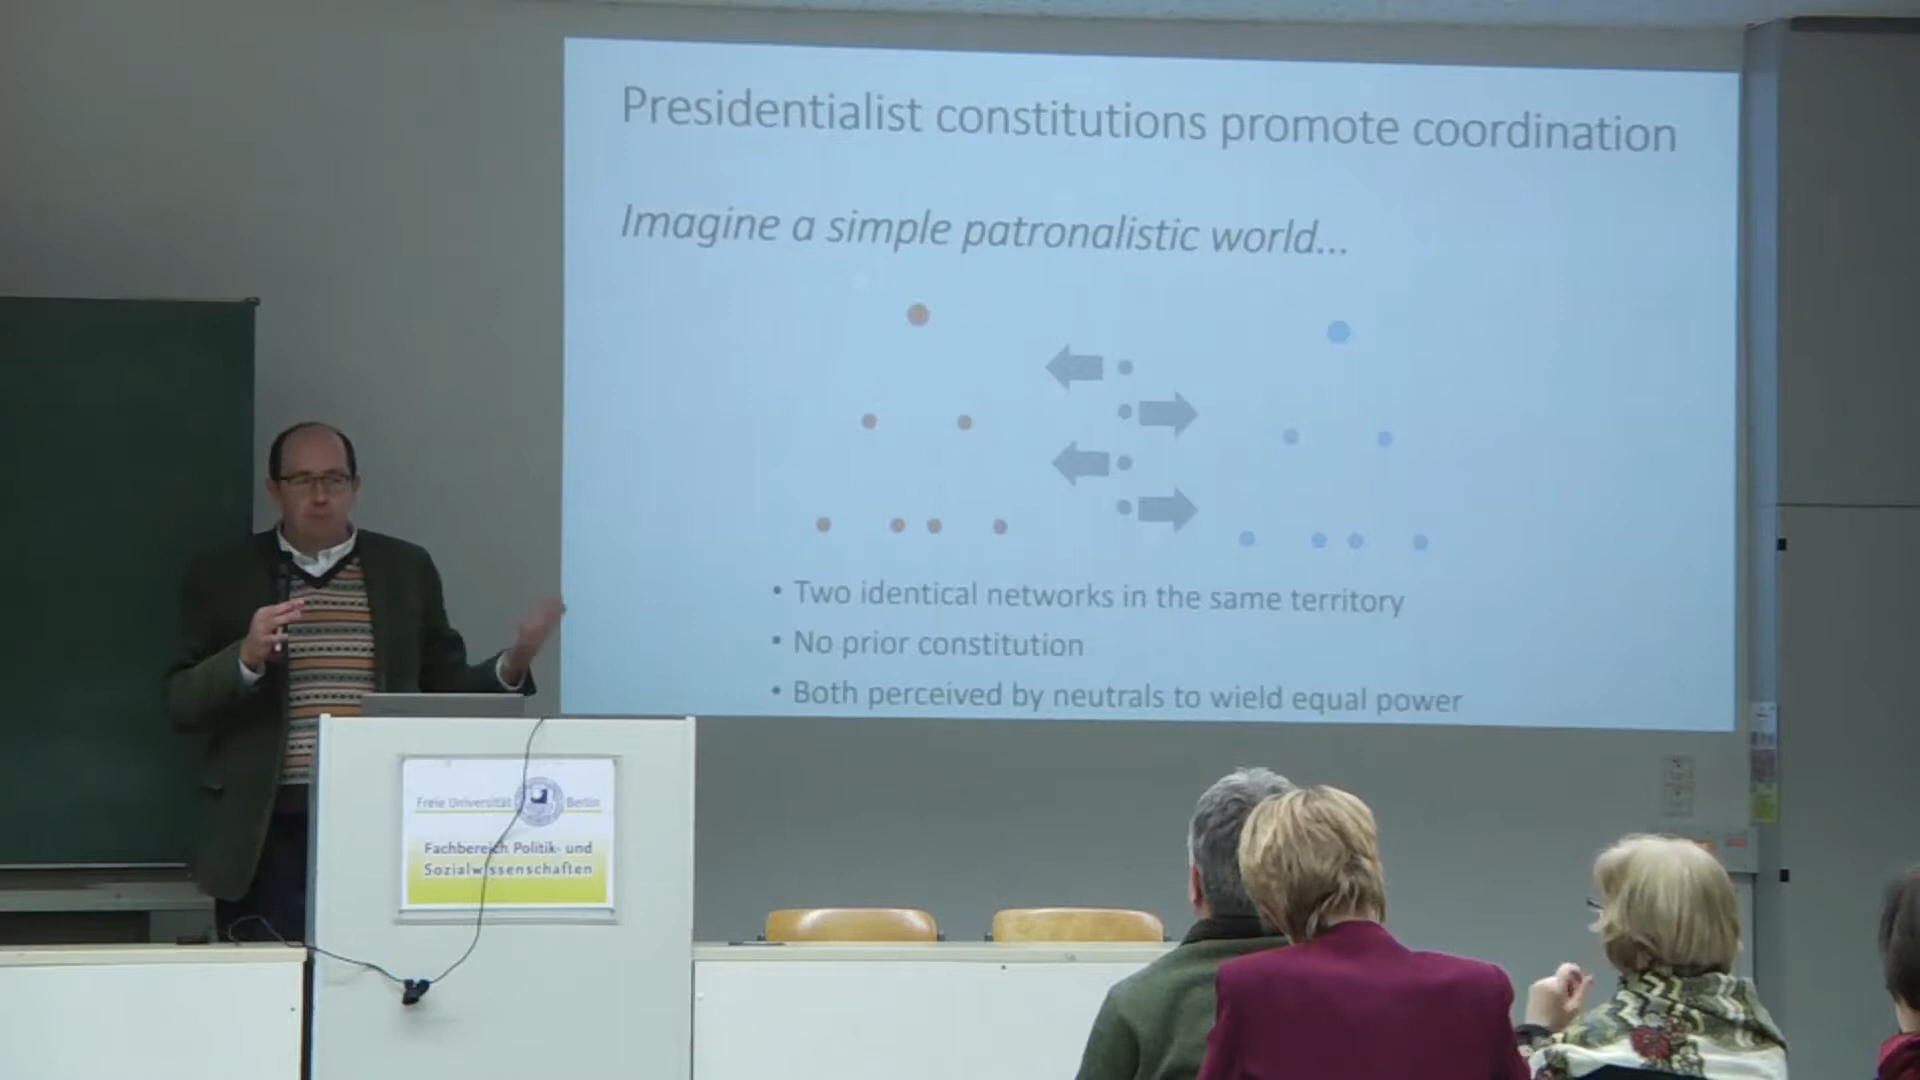 Presidentialist constitutions promote coordination
Imagine a simple patronalistic world...
• Two identical networks in the same territory
• No prior constitution
• Both perceived by neutrals to wield equal power
Freie Universität Berlin
Fachbereich Politik- und
Sozialwissenschaften